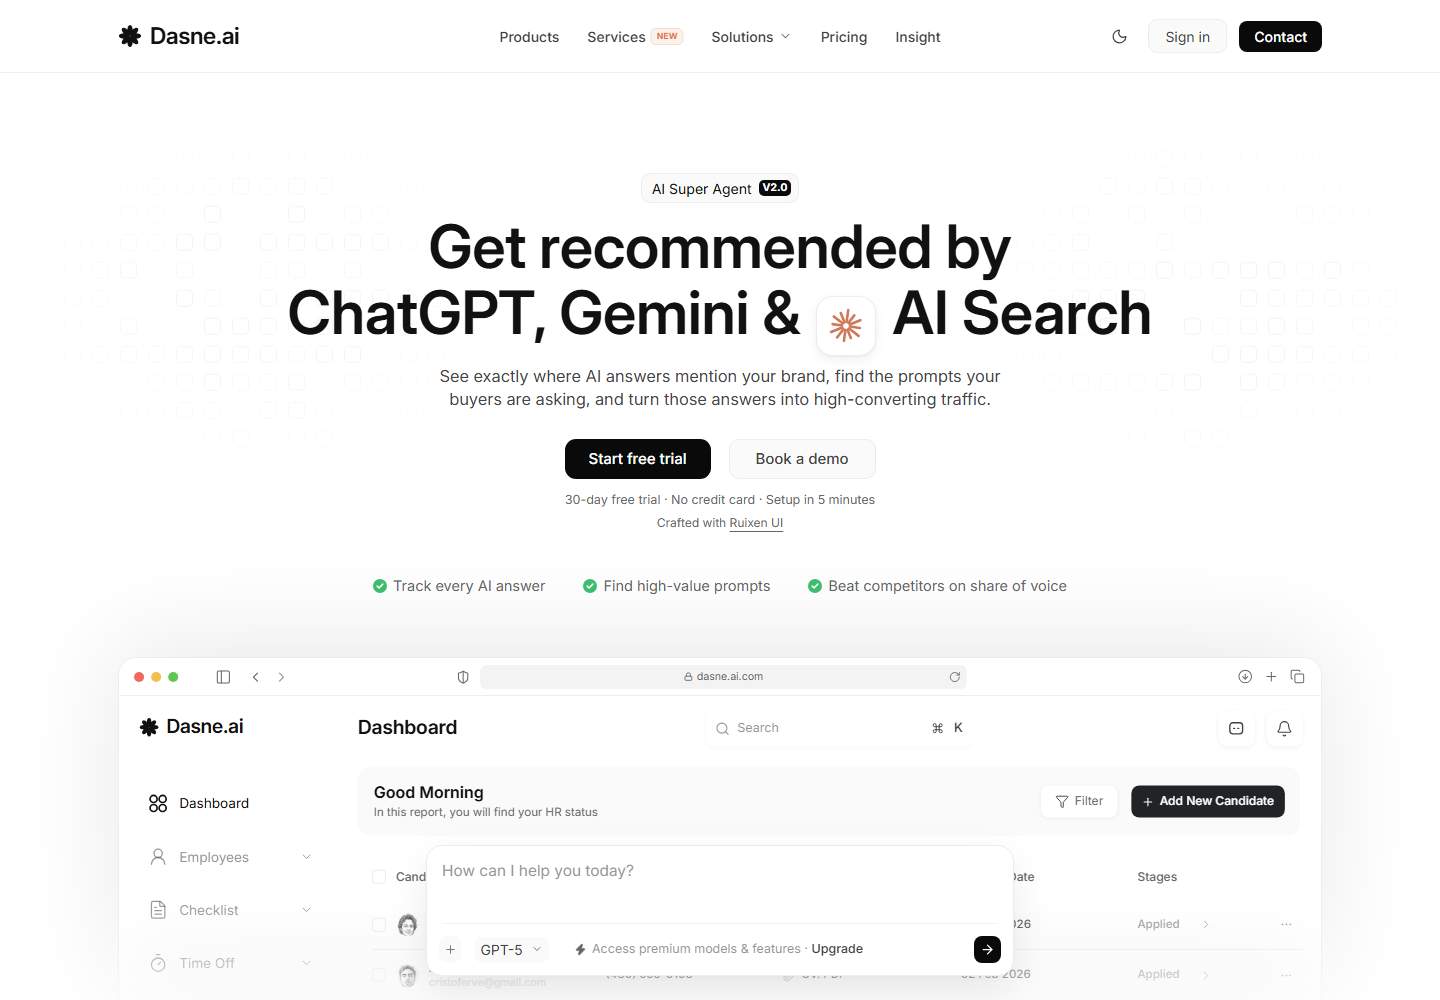 Dasne.ai
Products
Services NEW
Solutions
Pricing
Insight
Sign in
Contact
AI Super Agent V2.0
Get recommended by
ChatGPT, Gemini & AI Search
See exactly where AI answers mention your brand, find the prompts your
buyers are asking, and turn those answers into high-converting traffic.
Start free trial
Book a demo
30-day free trial · No credit card · Setup in 5 minutes
Crafted with Ruixen UI
Track every AI answer
Find high-value prompts
Beat competitors on share of voice
dasne.ai.com
Dasne.ai
Dashboard
Search
⌘ K
Dashboard
Employees
Checklist
Time Off
Good Morning
In this report, you will find your HR status
Filter
+ Add New Candidate
Cand
Date
Stages
026
Applied
How can I help you today?
GPT-5
Access premium models & features · Upgrade
2026
Applied
cristoferve@gmail.com